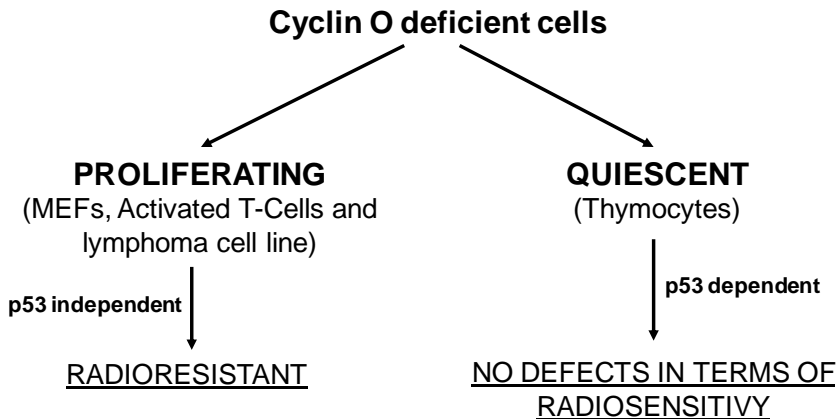 Cyclin O deficient cells
PROLIFERATING
(MEFs, Activated T-Cells and
lymphoma cell line)
p53 independent
RADIORESISTANT
QUIESCENT
(Thymocytes)
p53 dependent
NO DEFECTS IN TERMS OF
RADIOSENSITIVY